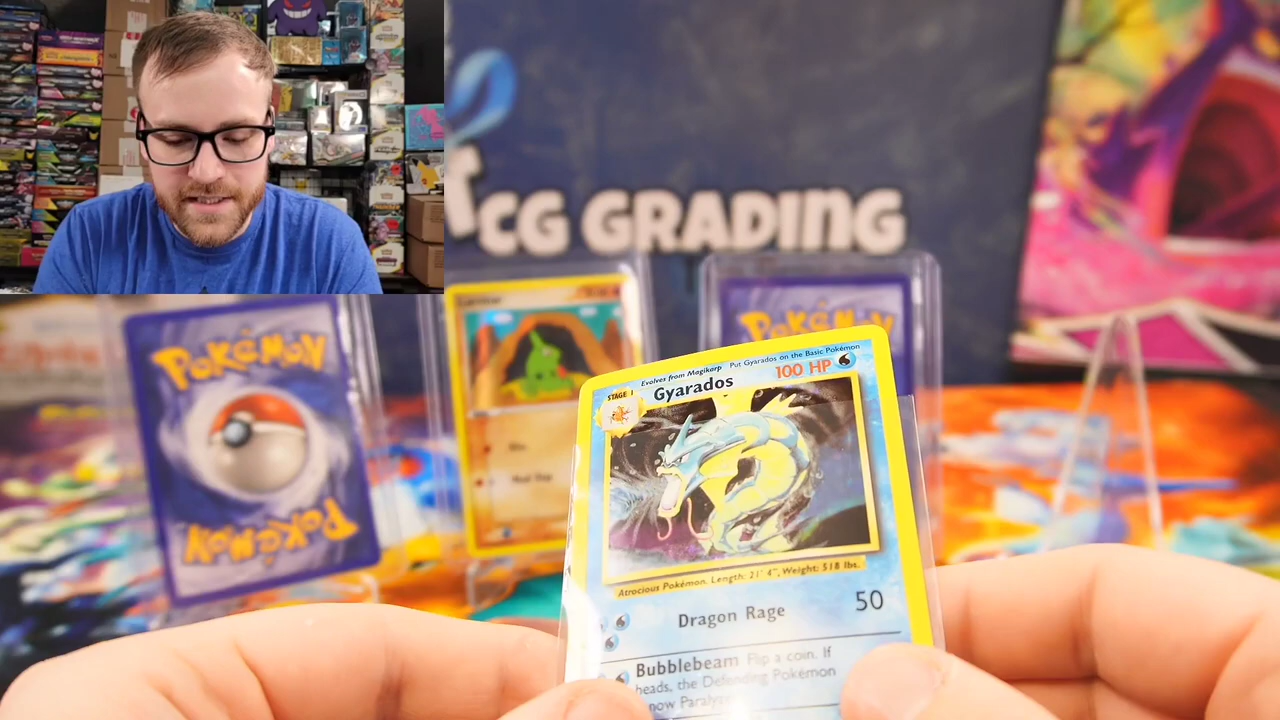 CG GRADING
POKéMON
POKéMON
Evolves from Magikarp Put Gyarados on the Basic Pokémon
STAGE 1 Gyarados 100 HP
Atrocious Pokémon. Length: 21' 4", Weight: 518 lbs.
Dragon Rage 50
Bubblebeam Flip a coin. If
heads, the Defending Pokémon
now